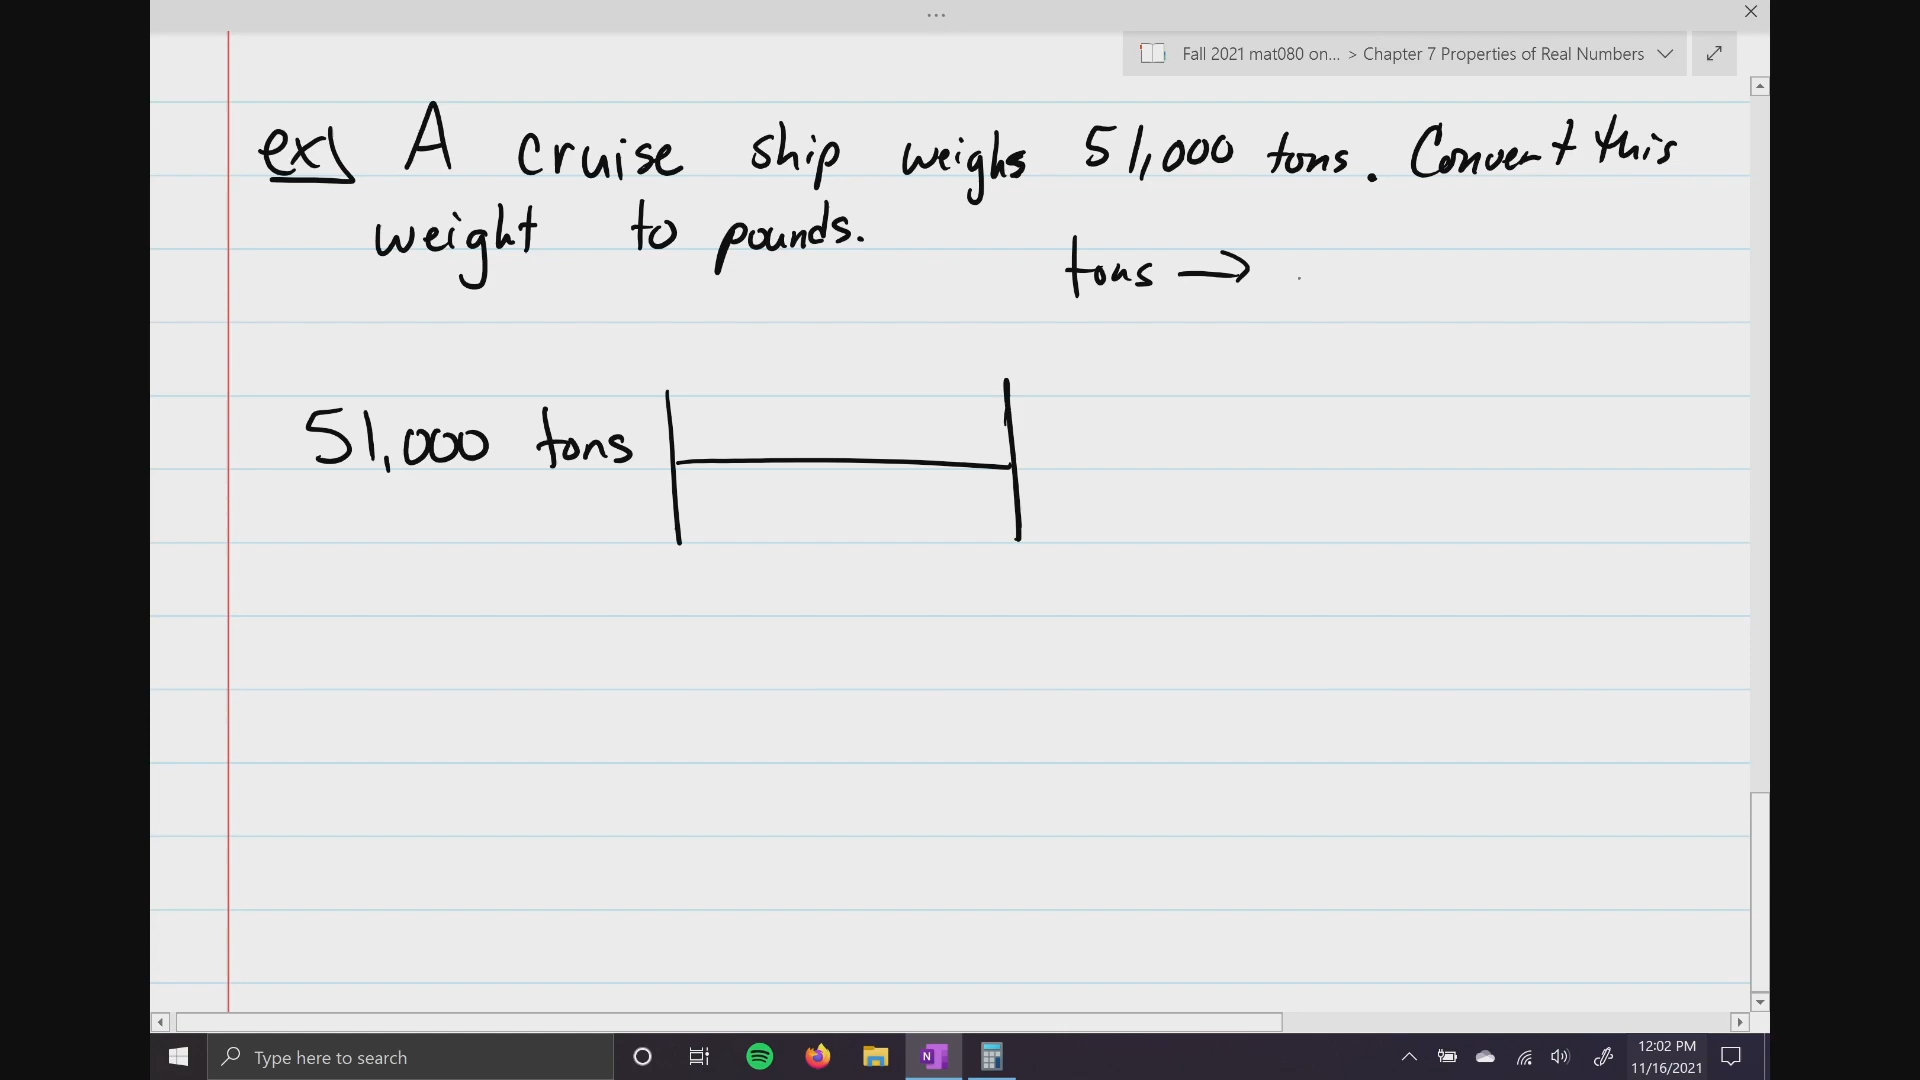 ...
Fall 2021 mat080 on... > Chapter 7 Properties of Real Numbers
ex) A cruise ship weighs 51,000 tons. Convert this
weight to pounds.
tons →
51,000 tons
Type here to search
12:02 PM
11/16/2021